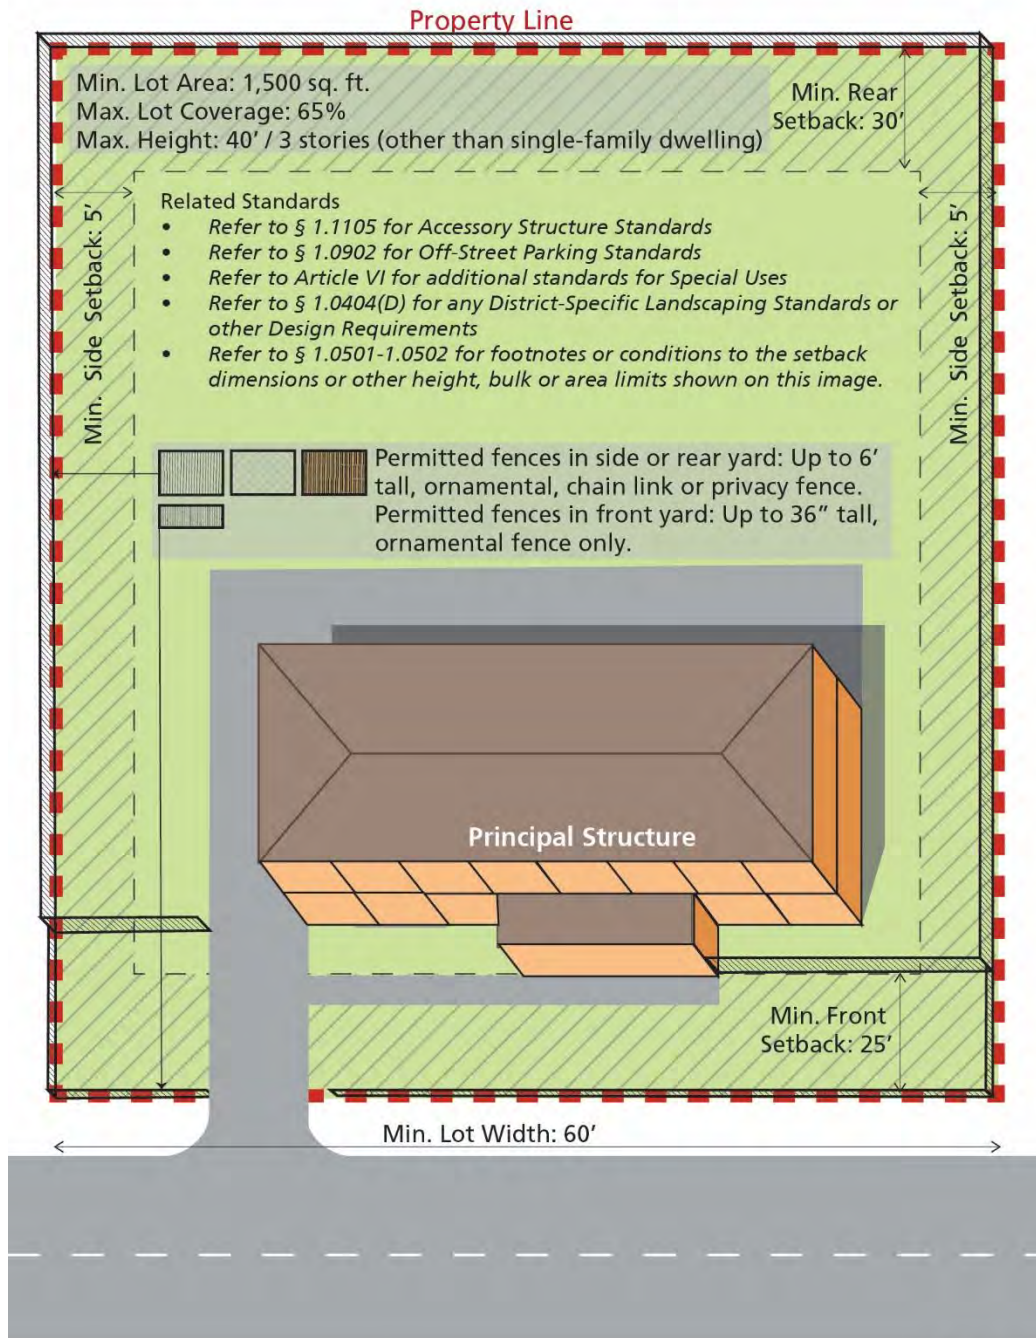 Property Line
Min. Lot Area: 1,500 sq. ft.
Max. Lot Coverage: 65%
Max. Height: 40' / 3 stories (other than single-family dwelling)
Min. Rear
Setback: 30'
Min. Side Setback: 5'
Related Standards
• Refer to § 1.1105 for Accessory Structure Standards
• Refer to § 1.0902 for Off-Street Parking Standards
• Refer to Article VI for additional standards for Special Uses
• Refer to § 1.0404(D) for any District-Specific Landscaping Standards or
other Design Requirements
• Refer to § 1.0501-1.0502 for footnotes or conditions to the setback
dimensions or other height, bulk or area limits shown on this image.
Min. Side Setback: 5'
Permitted fences in side or rear yard: Up to 6'
tall, ornamental, chain link or privacy fence.
Permitted fences in front yard: Up to 36" tall,
ornamental fence only.
Principal Structure
Min. Front
Setback: 25'
Min. Lot Width: 60'